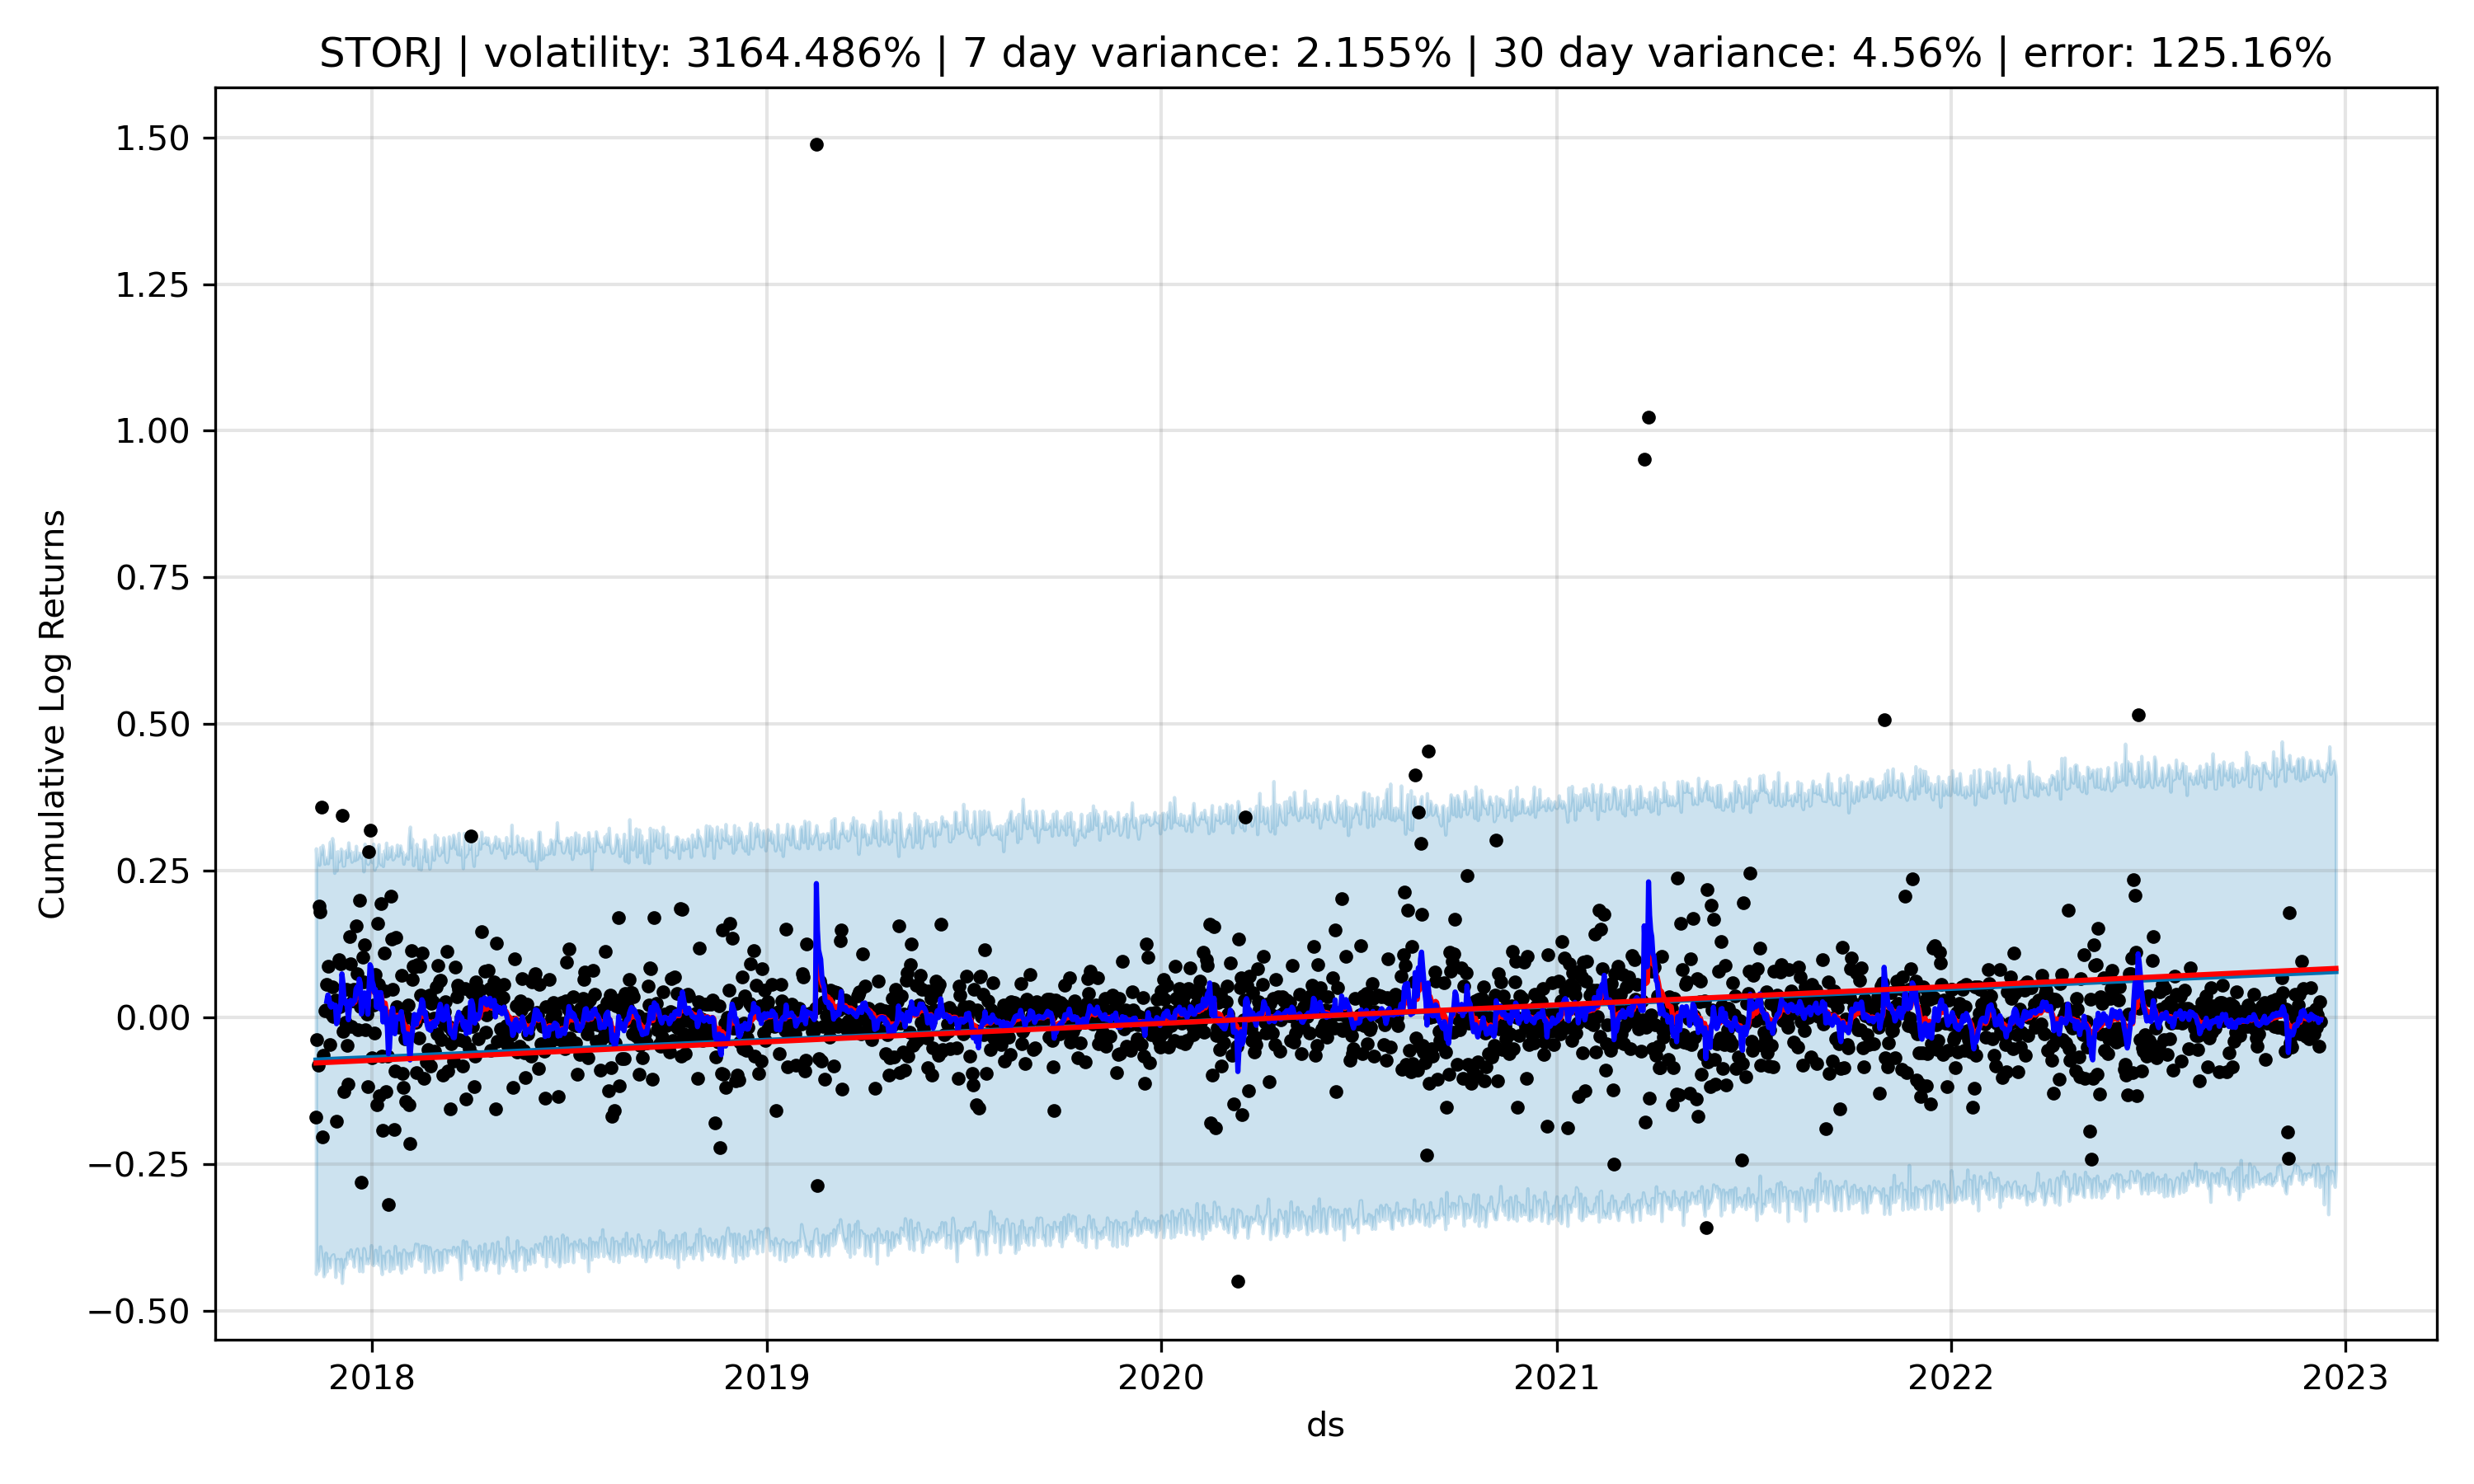 STORJ | volatility: 3164.486% | 7 day variance: 2.155% | 30 day variance: 4.56% | error: 125.16%
1.50
1.25
1.00
0.75
0.50
0.25
0.00
−0.25
−0.50
Cumulative Log Returns
2018 2019 2020 2021 2022 2023
ds